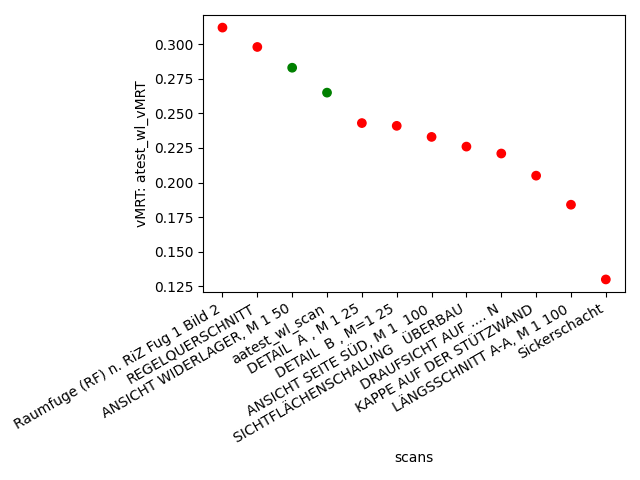 0.300
0.275
0.250
0.225
0.200
0.175
0.150
0.125
vMRT: atest_wl_vMRT
Raumfuge (RF) n. RiZ Fug 1 Bild 2
REGELQUERSCHNITT
ANSICHT WIDERLAGER, M 1 50
aatest_wl_scan
DETAIL  A , M 1 25
DETAIL  B , M=1 25
ANSICHT SEITE SÜD, M 1  100
SICHTFLÄCHENSCHALUNG   ÜBERBAU
DRAUFSICHT AUF .... N
KAPPE AUF DER STÜTZWAND
LÄNGSSCHNITT A-A, M 1 100
Sickerschacht
scans